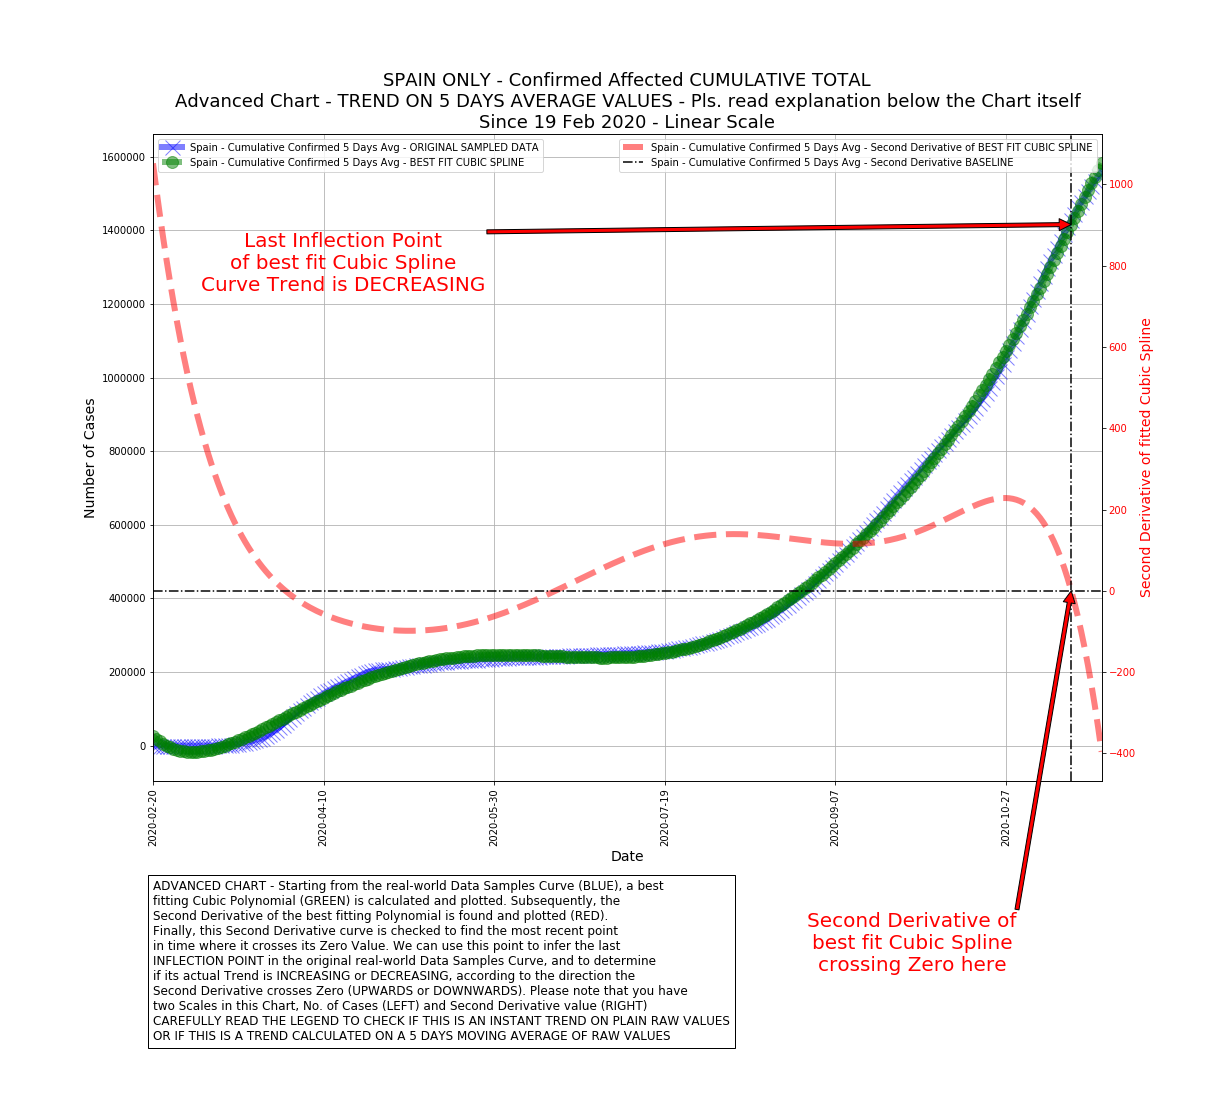 SPAIN ONLY - Confirmed Affected CUMULATIVE TOTAL
Advanced Chart - TREND ON 5 DAYS AVERAGE VALUES - Pls. read explanation below the Chart itself
Since 19 Feb 2020 - Linear Scale
Spain - Cumulative Confirmed 5 Days Avg - ORIGINAL SAMPLED DATA
Spain - Cumulative Confirmed 5 Days Avg - BEST FIT CUBIC SPLINE
Spain - Cumulative Confirmed 5 Days Avg - Second Derivative of BEST FIT CUBIC SPLINE
Spain - Cumulative Confirmed 5 Days Avg - Second Derivative BASELINE
Last Inflection Point
of best fit Cubic Spline
Curve Trend is DECREASING
Number of Cases
1600000
1400000
1200000
1000000
800000
600000
400000
200000
0
1000
800
600
400
200
0
−200
−400
Second Derivative of fitted Cubic Spline
2020-02-20
2020-04-10
2020-05-30
2020-07-19
2020-09-07
2020-10-27
Date
ADVANCED CHART - Starting from the real-world Data Samples Curve (BLUE), a best
fitting Cubic Polynomial (GREEN) is calculated and plotted. Subsequently, the
Second Derivative of the best fitting Polynomial is found and plotted (RED).
Finally, this Second Derivative curve is checked to find the most recent point
in time where it crosses its Zero Value. We can use this point to infer the last
INFLECTION POINT in the original real-world Data Samples Curve, and to determine
if its actual Trend is INCREASING or DECREASING, according to the direction the
Second Derivative crosses Zero (UPWARDS or DOWNWARDS). Please note that you have
two Scales in this Chart, No. of Cases (LEFT) and Second Derivative value (RIGHT)
CAREFULLY READ THE LEGEND TO CHECK IF THIS IS AN INSTANT TREND ON PLAIN RAW VALUES
OR IF THIS IS A TREND CALCULATED ON A 5 DAYS MOVING AVERAGE OF RAW VALUES
Second Derivative of
best fit Cubic Spline
crossing Zero here